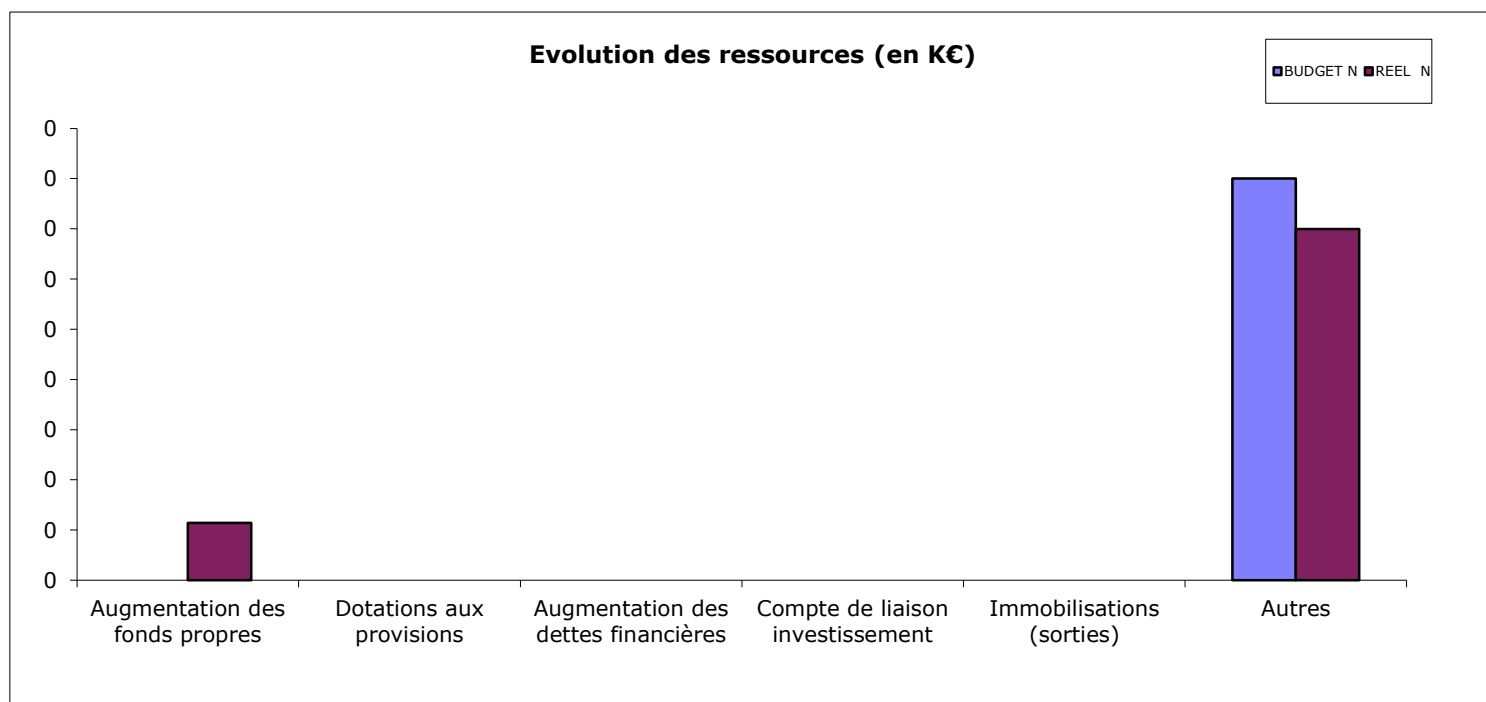 Evolution des ressources (en K€)
BUDGET N REEL  N
0
0
0
0
0
0
0
0
0
0
Augmentation des
fonds propres
Dotations aux
provisions
Augmentation des
dettes financières
Compte de liaison
investissement
Immobilisations
(sorties)
Autres